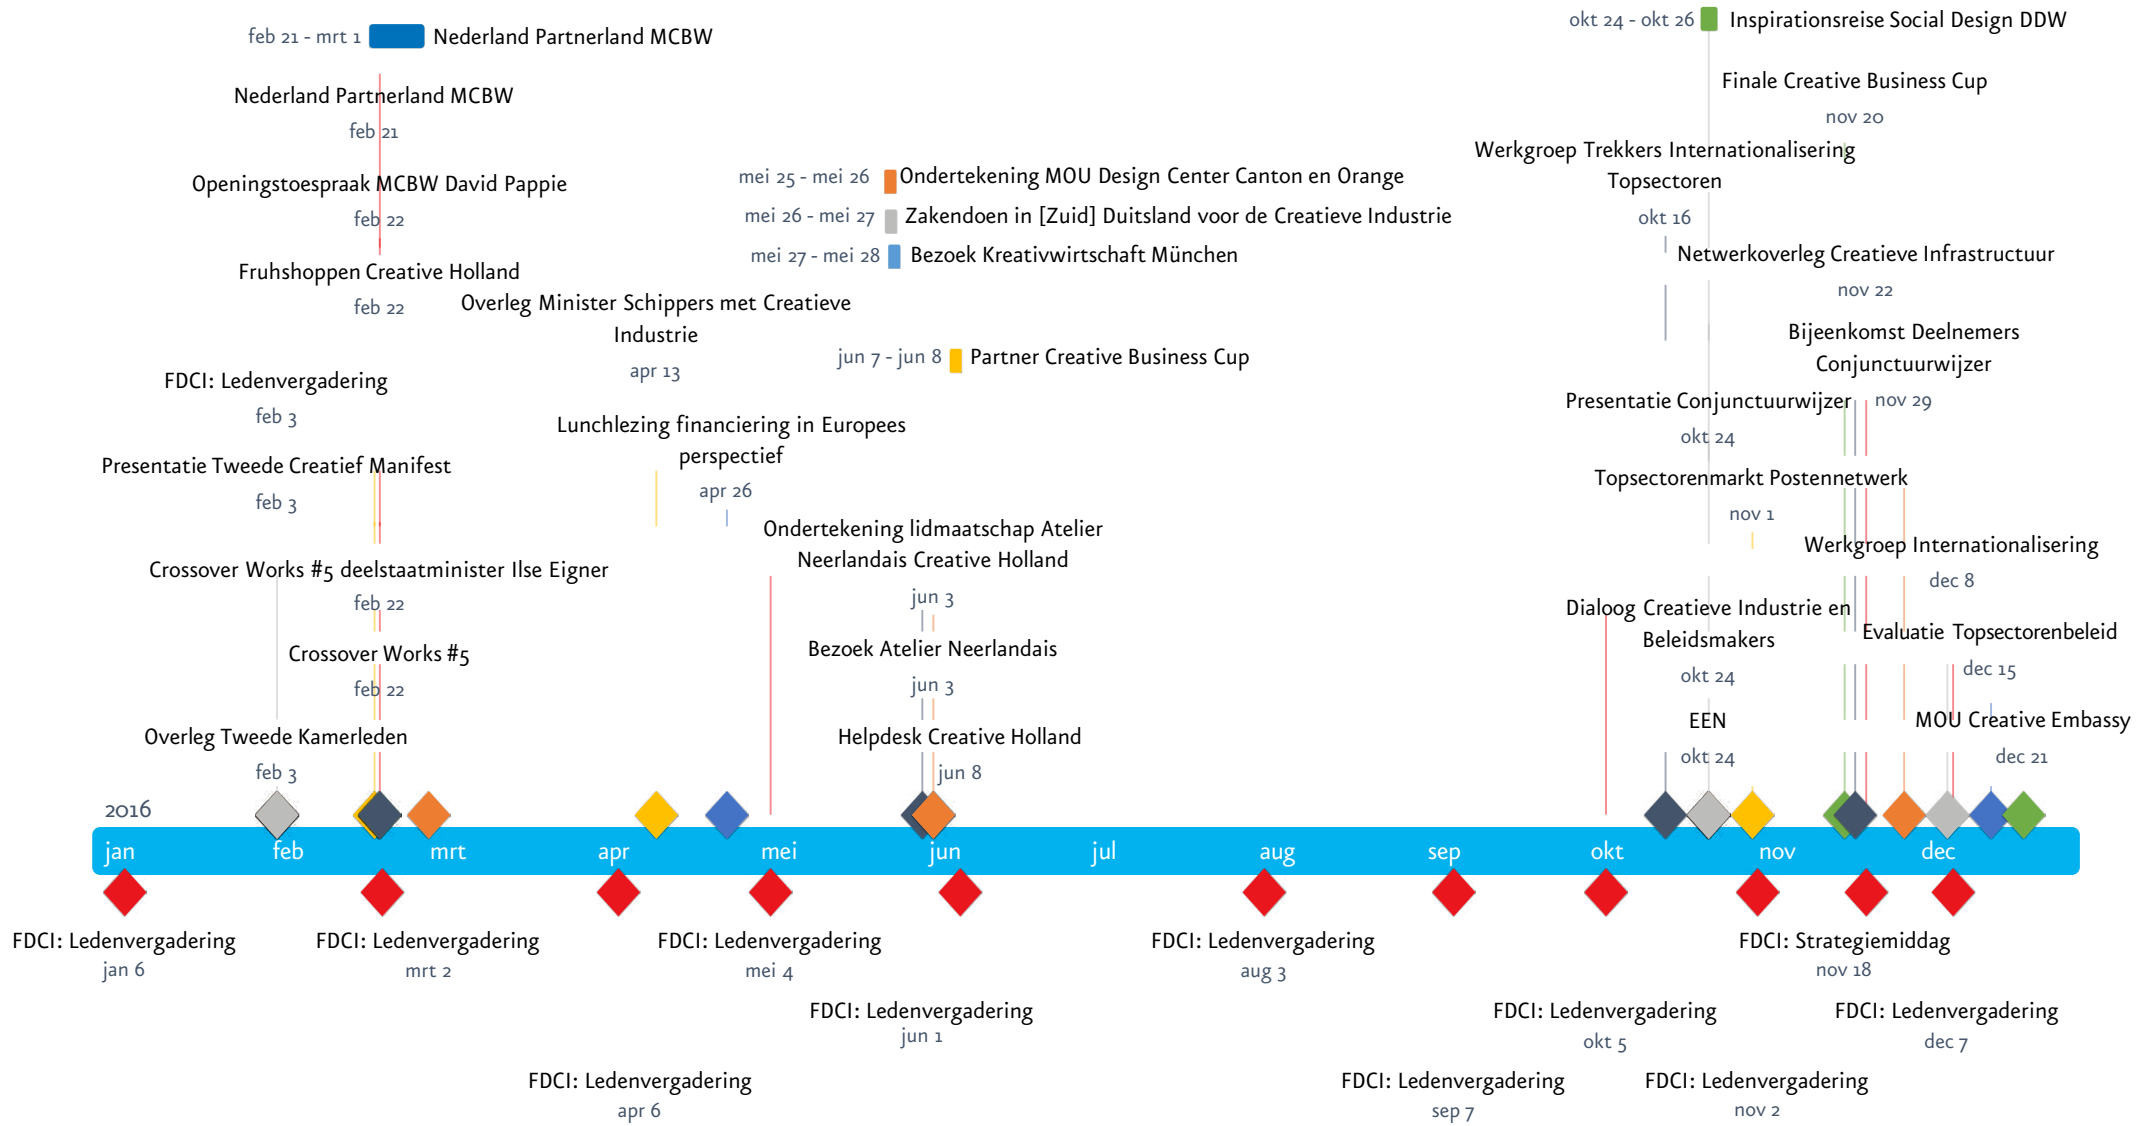 feb 21 - mrt 1 Nederland Partnerland MCBW
Nederland Partnerland MCBW
feb 21
Openingstoespraak MCBW David Pappie
feb 22
Fruhshoppen Creative Holland
feb 22
FDCI: Ledenvergadering
feb 3
Presentatie Tweede Creatief Manifest
feb 3
Crossover Works #5 deelstaatminister Ilse Eigner
feb 22
Crossover Works #5
feb 22
Overleg Tweede Kamerleden
feb 3
mei 25 - mei 26 Ondertekening MOU Design Center Canton en Orange
mei 26 - mei 27 Zakendoen in [Zuid] Duitsland voor de Creatieve Industrie
mei 27 - mei 28 Bezoek Kreativwirtschaft München
Overleg Minister Schippers met Creatieve
Industrie
apr 13
jun 7 - jun 8 Partner Creative Business Cup
Lunchlezing financiering in Europees
perspectief
apr 26
Ondertekening lidmaatschap Atelier
Neerlandais Creative Holland
jun 3
Bezoek Atelier Neerlandais
jun 3
Helpdesk Creative Holland
jun 8
okt 24 - okt 26 Inspirationsreise Social Design DDW
Finale Creative Business Cup
nov 20
Werkgroep Trekkers Internationalisering
Topsectoren
okt 16
Netwerkoverleg Creatieve Infrastructuur
nov 22
Bijeenkomst Deelnemers
Conjunctuurwijzer
nov 29
Presentatie Conjunctuurwijzer
okt 24
Topsectorenmarkt Postennetwerk
nov 1
Werkgroep Internationalisering
dec 8
Dialoog Creatieve Industrie en
Beleidsmakers
okt 24
Evaluatie Topsectorenbeleid
dec 15
EEN
okt 24
MOU Creative Embassy
dec 21
2016
jan feb mrt apr mei jun jul aug sep okt nov dec
FDCI: Ledenvergadering
jan 6
FDCI: Ledenvergadering
mrt 2
FDCI: Ledenvergadering
mei 4
FDCI: Ledenvergadering
aug 3
FDCI: Strategiemiddag
nov 18
FDCI: Ledenvergadering
jun 1
FDCI: Ledenvergadering
okt 5
FDCI: Ledenvergadering
dec 7
FDCI: Ledenvergadering
apr 6
FDCI: Ledenvergadering
sep 7
FDCI: Ledenvergadering
nov 2